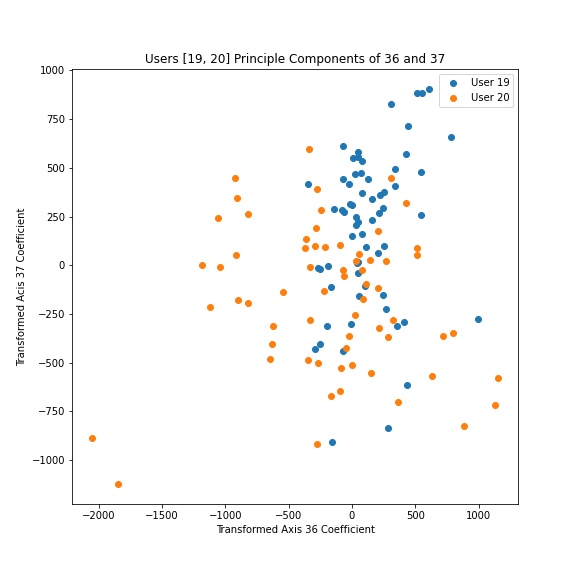 Users [19, 20] Principle Components of 36 and 37
User 19
User 20
Transformed Acis 37 Coefficient
1000
750
500
250
0
−250
−500
−750
−1000
−2000 −1500 −1000 −500 0 500 1000
Transformed Axis 36 Coefficient